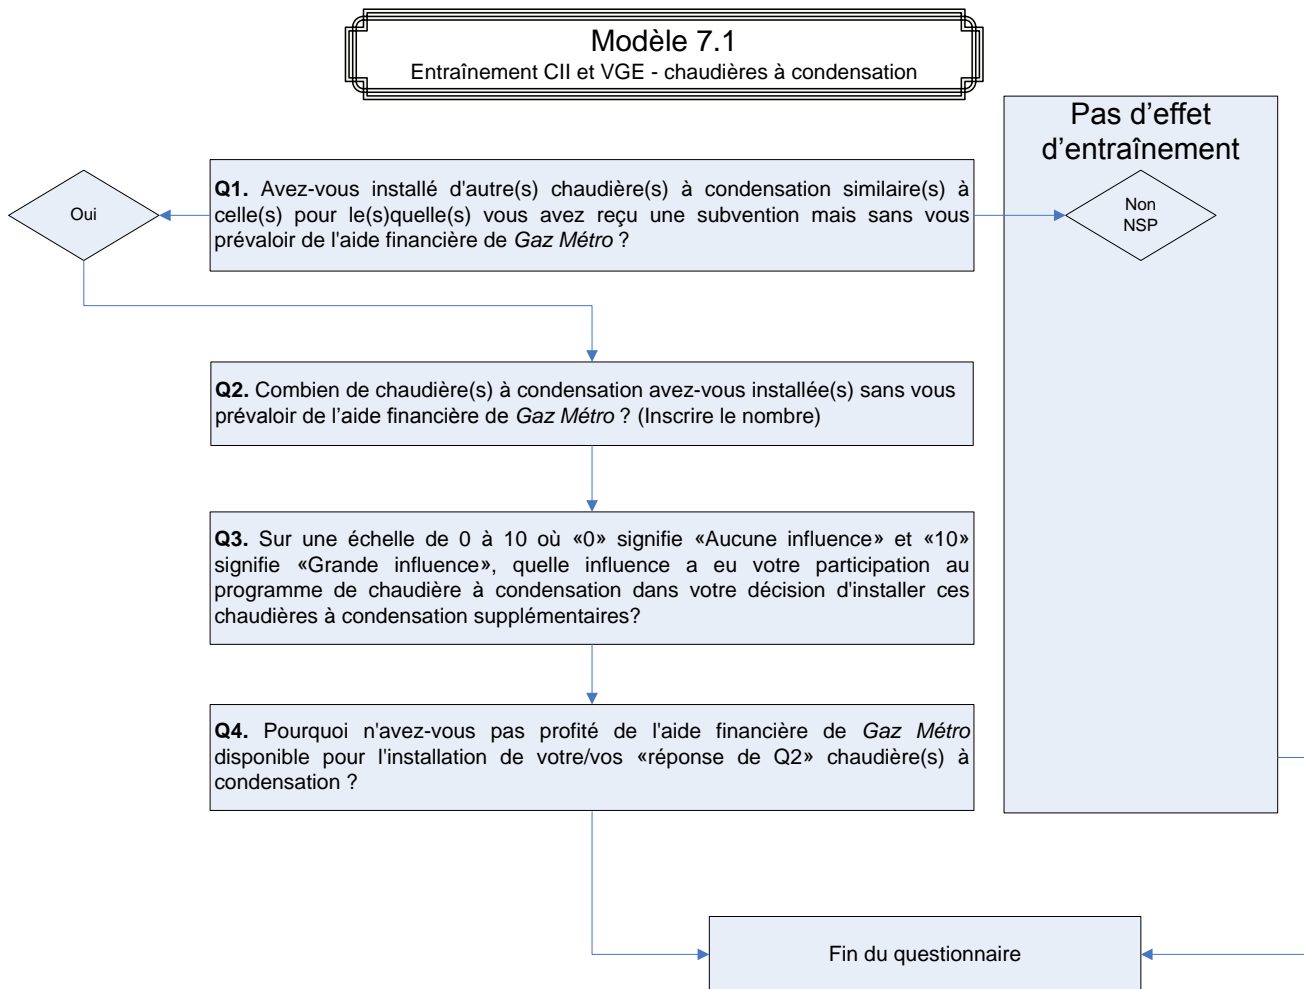 Modèle 7.1
Entraînement CII et VGE - chaudières à condensation
Pas d’effet
d’entraînement
Q1. Avez-vous installé d'autre(s) chaudière(s) à condensation similaire(s) à
celle(s) pour le(s)quelle(s) vous avez reçu une subvention mais sans vous
prévaloir de l'aide financière de Gaz Métro ?
Oui
Non
NSP
Q2. Combien de chaudière(s) à condensation avez-vous installée(s) sans vous
prévaloir de l’aide financière de Gaz Métro ? (Inscrire le nombre)
Q3. Sur une échelle de 0 à 10 où «0» signifie «Aucune influence» et «10»
signifie «Grande influence», quelle influence a eu votre participation au
programme de chaudière à condensation dans votre décision d'installer ces
chaudières à condensation supplémentaires?
Q4. Pourquoi n'avez-vous pas profité de l'aide financière de Gaz Métro
disponible pour l'installation de votre/vos «réponse de Q2» chaudière(s) à
condensation ?
Fin du questionnaire